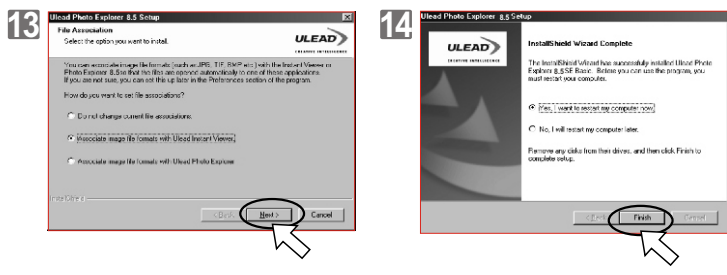 13
Ulead Photo Explorer 8.5 Setup
File Association
Select the option you want to install.
ULEAD
CREATIVE INTELLIGENCE
You can associate image file formats (such as JPG, TIF, BMP etc.) with the Instant Viewer or
Photo Explorer 8.5 so that the files are opened automatically to one of these applications.
If you are not sure, you can set this up later in the Preferences section of the program.
How do you want to set file associations?
Do not change current file associations.
Associate image file formats with Ulead Instant Viewer.
Associate image file formats with Ulead Photo Explorer
InstallShield
< Back
Next >
Cancel
14
Ulead Photo Explorer 8.5 Setup
ULEAD
CREATIVE INTELLIGENCE
InstallShield Wizard Complete
The InstallShield Wizard has successfully installed Ulead Photo
Explorer 8.5 SE Basic. Before you can use the program, you
must restart your computer.
Yes, I want to restart my computer now.
No, I will restart my computer later.
Remove any disks from their drives, and then click Finish to
complete setup.
< Back
Finish
Cancel